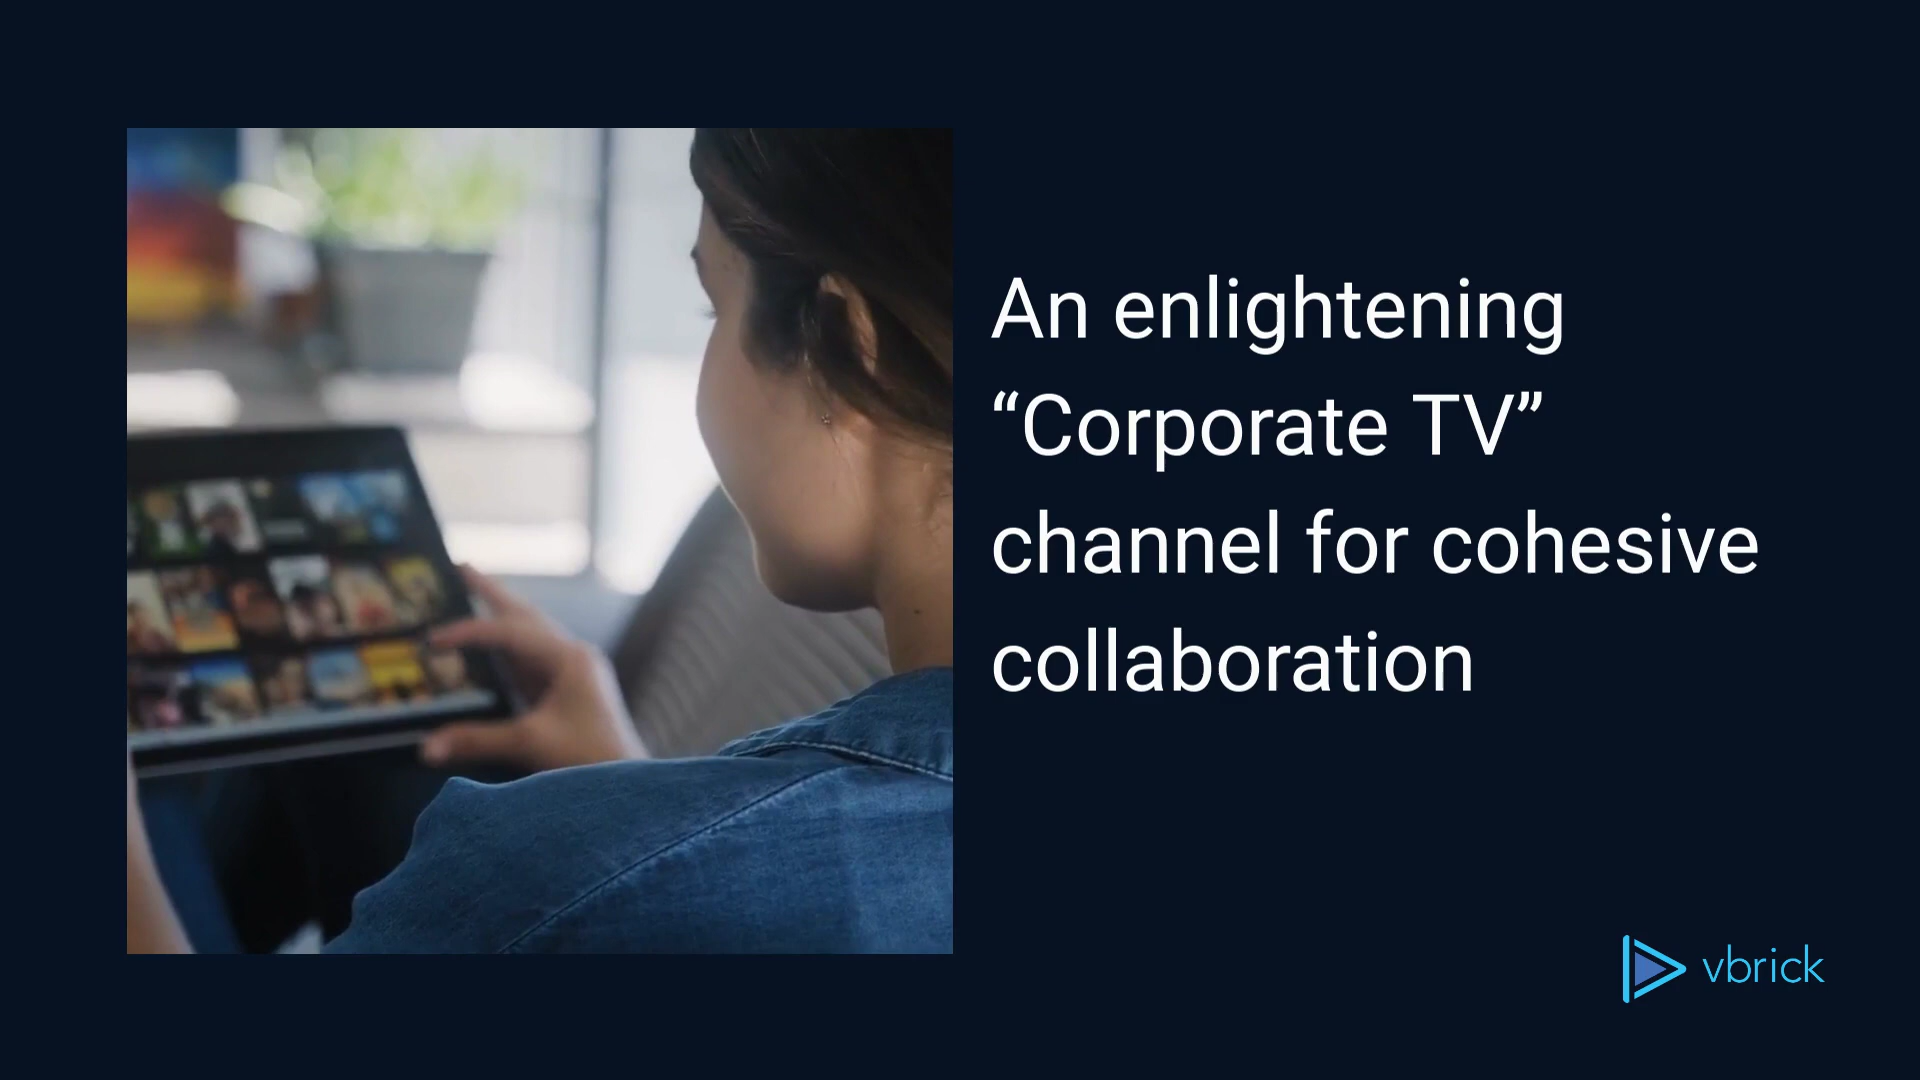 An enlightening
“Corporate TV”
channel for cohesive
collaboration
vbrick